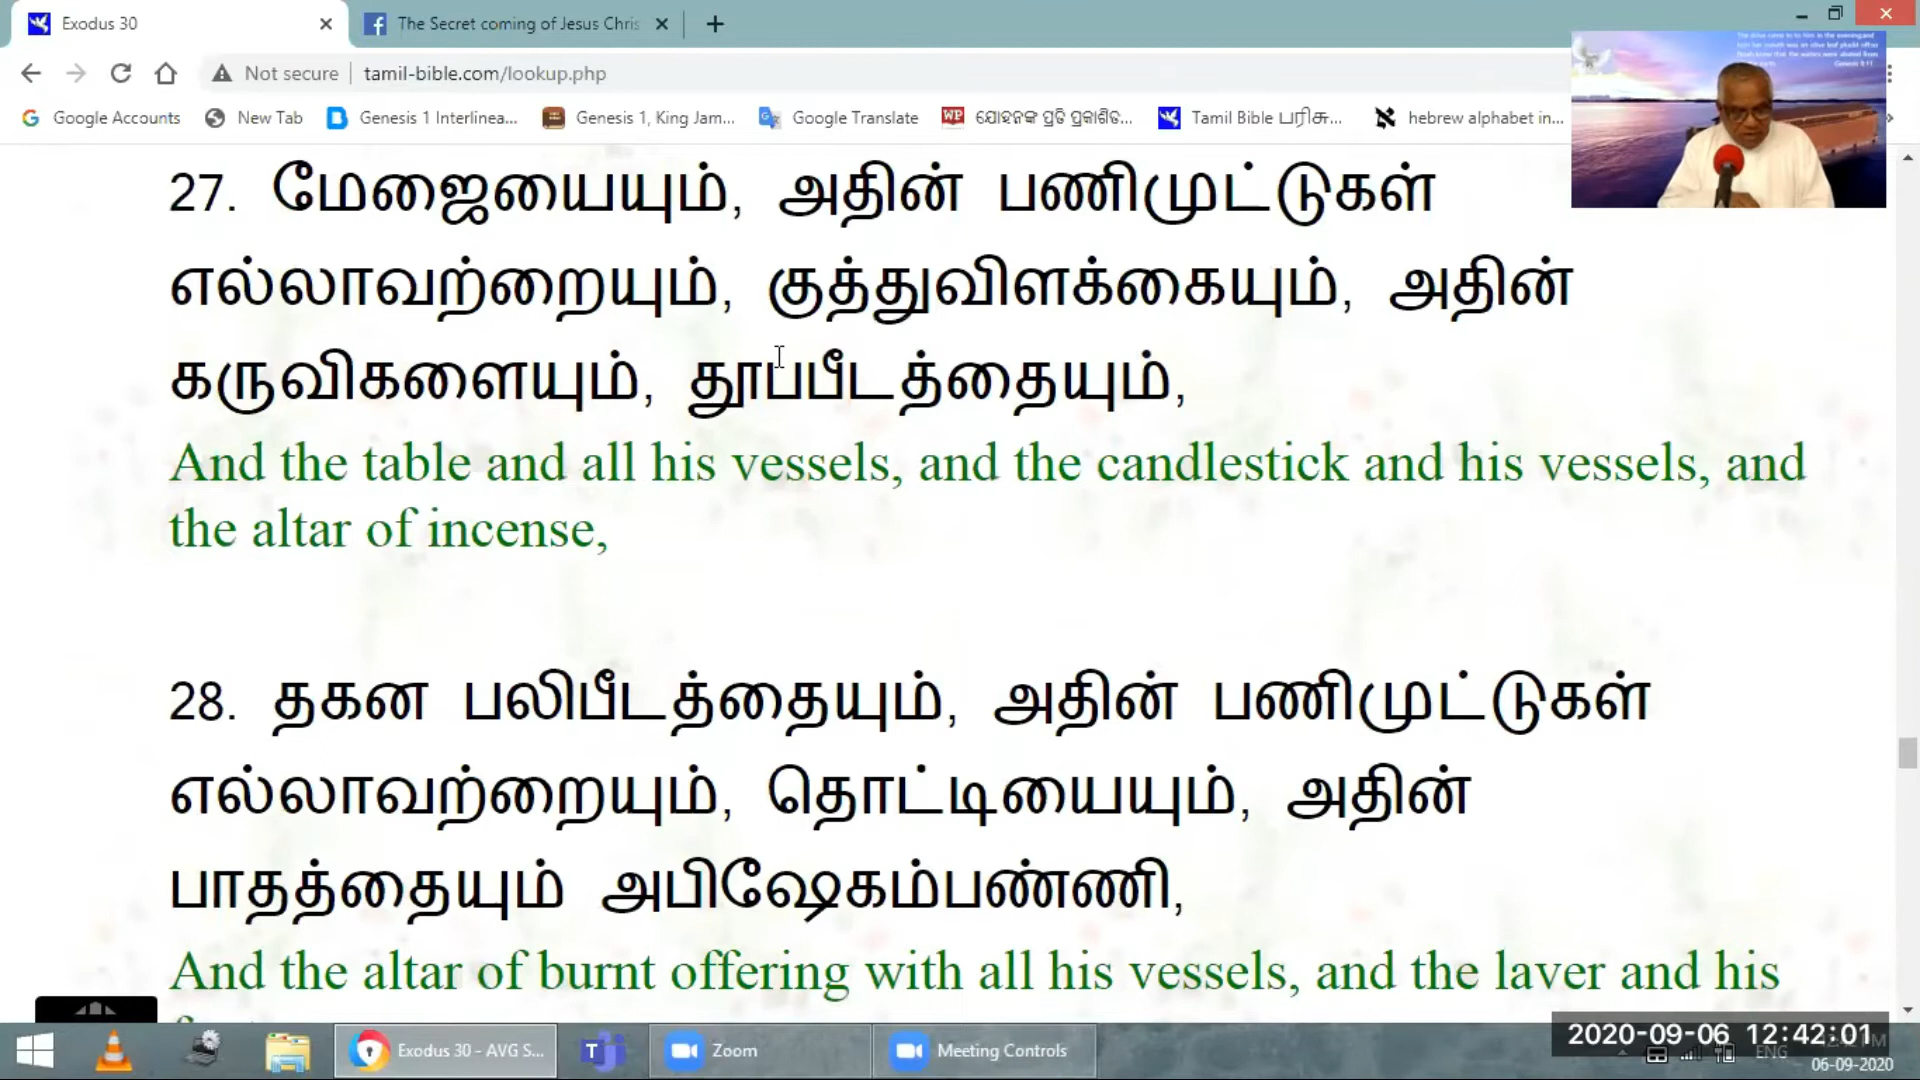 Exodus 30
The Secret coming of Jesus Chris
Not secure
tamil-bible.com/lookup.php
Google Accounts
New Tab
Genesis 1 Interlinea...
Genesis 1, King Jam...
Google Translate
ଯୋହନଙ୍କ ପ୍ରତି ପ୍ରକାଶିତ...
Tamil Bible பரிசு...
hebrew alphabet in...
27. மேஜையையும், அதின் பணிமுட்டுகள்
எல்லாவற்றையும், குத்துவிளக்கையும், அதின்
கருவிகளையும், தூபபீடத்தையும்,
And the table and all his vessels, and the candlestick and his vessels, and
the altar of incense,
28. தகன பலிபீடத்தையும், அதின் பணிமுட்டுகள்
எல்லாவற்றையும், தொட்டியையும், அதின்
பாதத்தையும் அபிஷேகம்பண்ணி,
And the altar of burnt offering with all his vessels, and the laver and his
Exodus 30 - AVG S...
Zoom
Meeting Controls
2020-09-06 12:42:01
ENG
06-09-2020